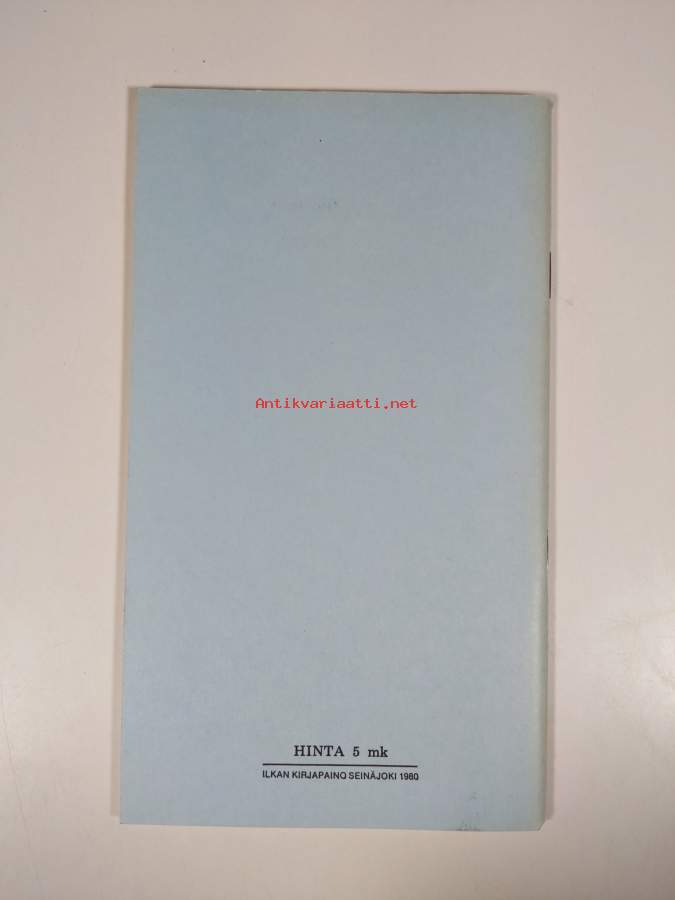 Antikvariaatti.net
HINTA 5 mk
ILKAN KIRJAPAINO SEINÄJOKI 1980